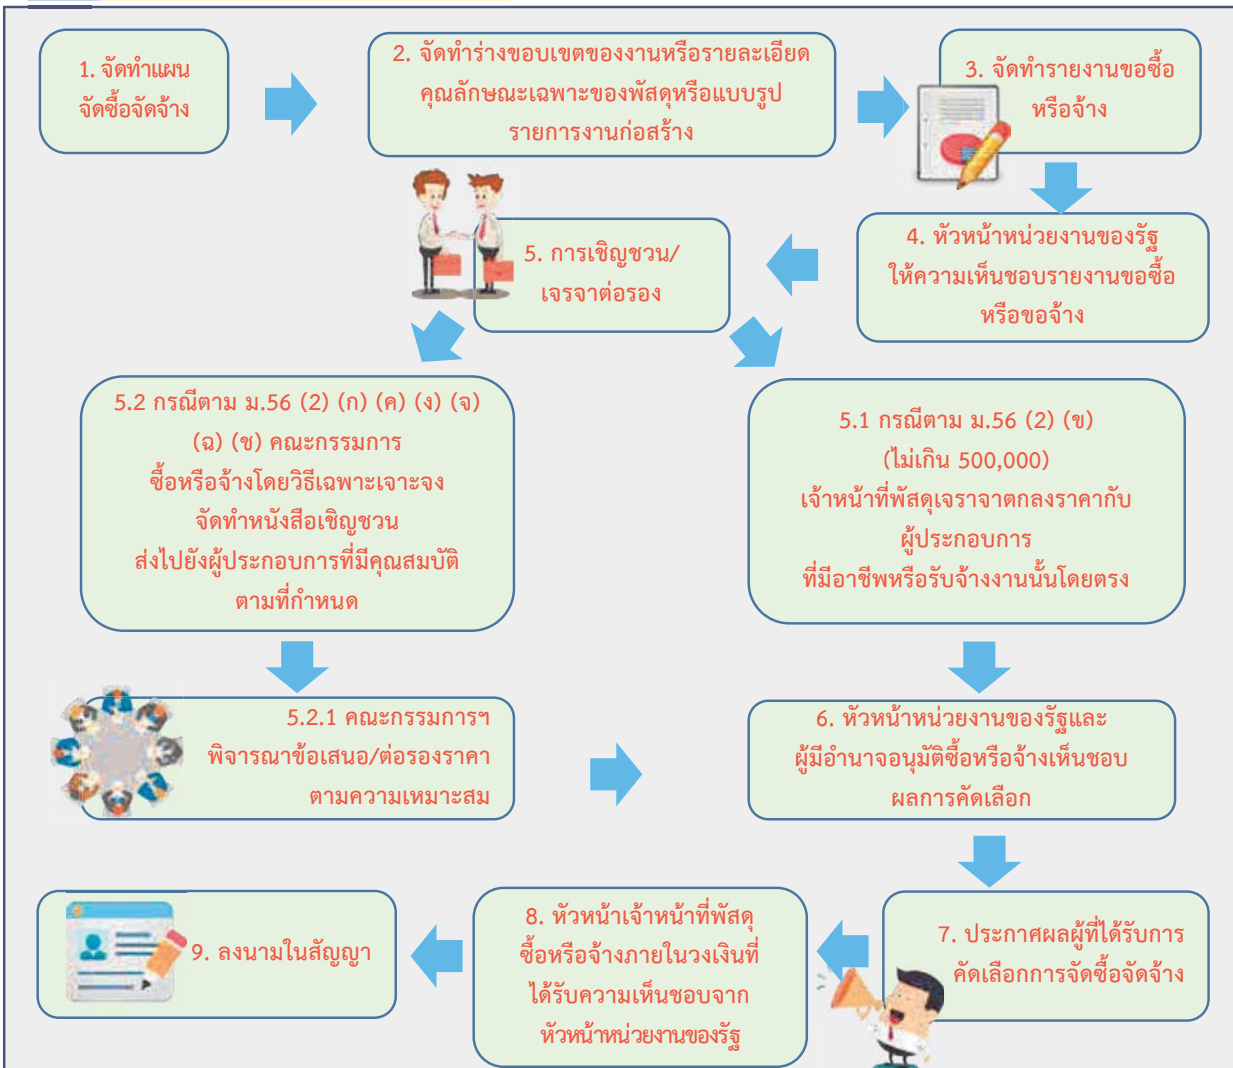 1. จัดทำแผน
จัดซื้อจัดจ้าง
2. จัดทำร่างขอบเขตของงานหรือรายละเอียด
คุณลักษณะเฉพาะของพัสดุหรือแบบรูป
รายการงานก่อสร้าง
3. จัดทำรายงานขอซื้อ
หรือจ้าง
4. หัวหน้าหน่วยงานของรัฐ
ให้ความเห็นชอบรายงานขอซื้อ
หรือขอจ้าง
5. การเชิญชวน/
เจรจาต่อรอง
5.2 กรณีตาม ม.56 (2) (ก) (ค) (ง) (จ)
(ฉ) (ช) คณะกรรมการ
ซื้อหรือจ้างโดยวิธีเฉพาะเจาะจง
จัดทำหนังสือเชิญชวน
ส่งไปยังผู้ประกอบการที่มีคุณสมบัติ
ตามที่กำหนด
5.1 กรณีตาม ม.56 (2) (ข)
(ไม่เกิน 500,000)
เจ้าหน้าที่พัสดุเจราจาตกลงราคากับ
ผู้ประกอบการ
ที่มีอาชีพหรือรับจ้างงานนั้นโดยตรง
5.2.1 คณะกรรมการฯ
พิจารณาข้อเสนอ/ต่อรองราคา
ตามความเหมาะสม
6. หัวหน้าหน่วยงานของรัฐและ
ผู้มีอำนาจอนุมัติซื้อหรือจ้างเห็นชอบ
ผลการคัดเลือก
7. ประกาศผลผู้ที่ได้รับการ
คัดเลือกการจัดซื้อจัดจ้าง
8. หัวหน้าเจ้าหน้าที่พัสดุ
ซื้อหรือจ้างภายในวงเงินที่
ได้รับความเห็นชอบจาก
หัวหน้าหน่วยงานของรัฐ
9. ลงนามในสัญญา